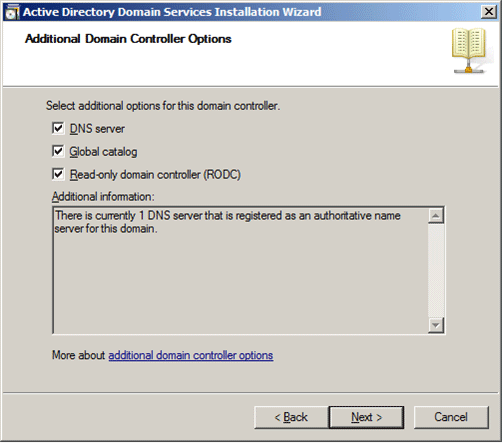 Active Directory Domain Services Installation Wizard
Additional Domain Controller Options
Select additional options for this domain controller.
DNS server
Global catalog
Read-only domain controller (RODC)
Additional information:
There is currently 1 DNS server that is registered as an authoritative name
server for this domain.
More about additional domain controller options
< Back
Next >
Cancel